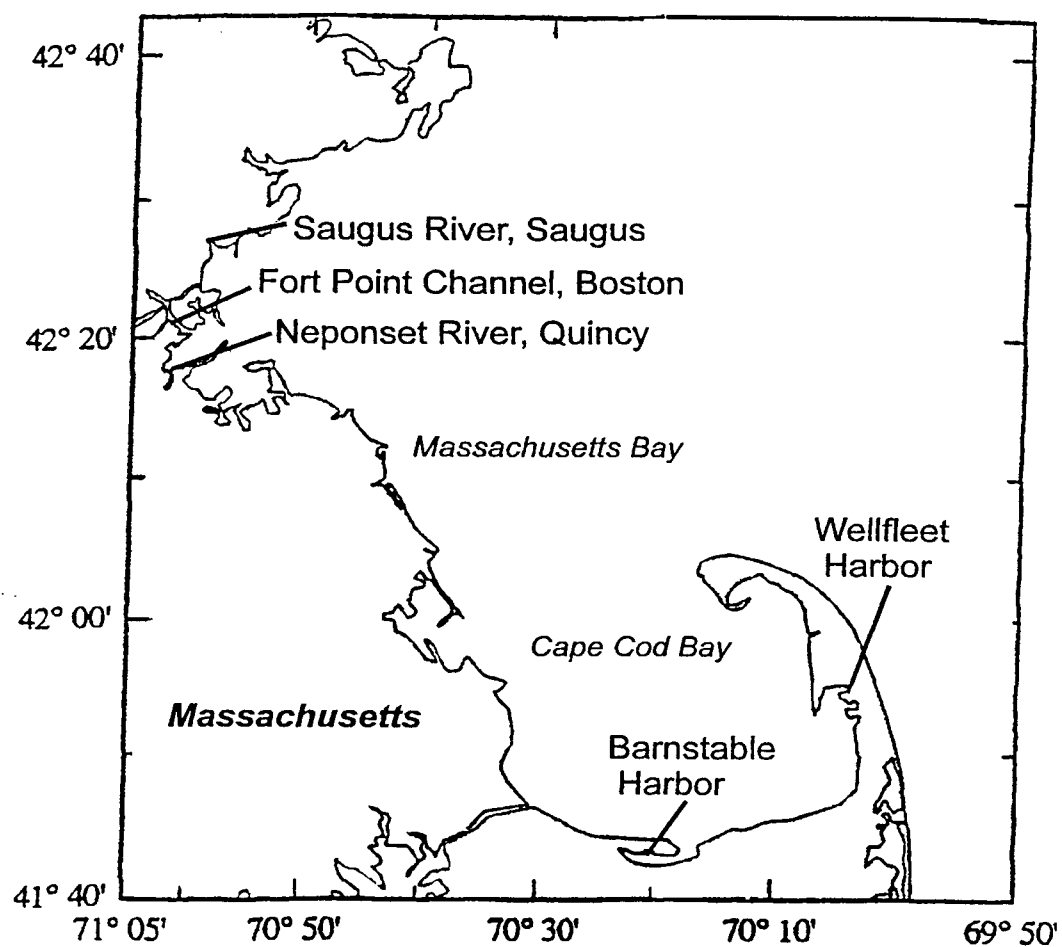 42° 40'
Saugus River, Saugus
Fort Point Channel, Boston
42° 20'
Neponset River, Quincy
Massachusetts Bay
Wellfleet
Harbor
42° 00'
Cape Cod Bay
Massachusetts
Barnstable
Harbor
41° 40'
71° 05'
70° 50'
70° 30'
70° 10'
69° 50'